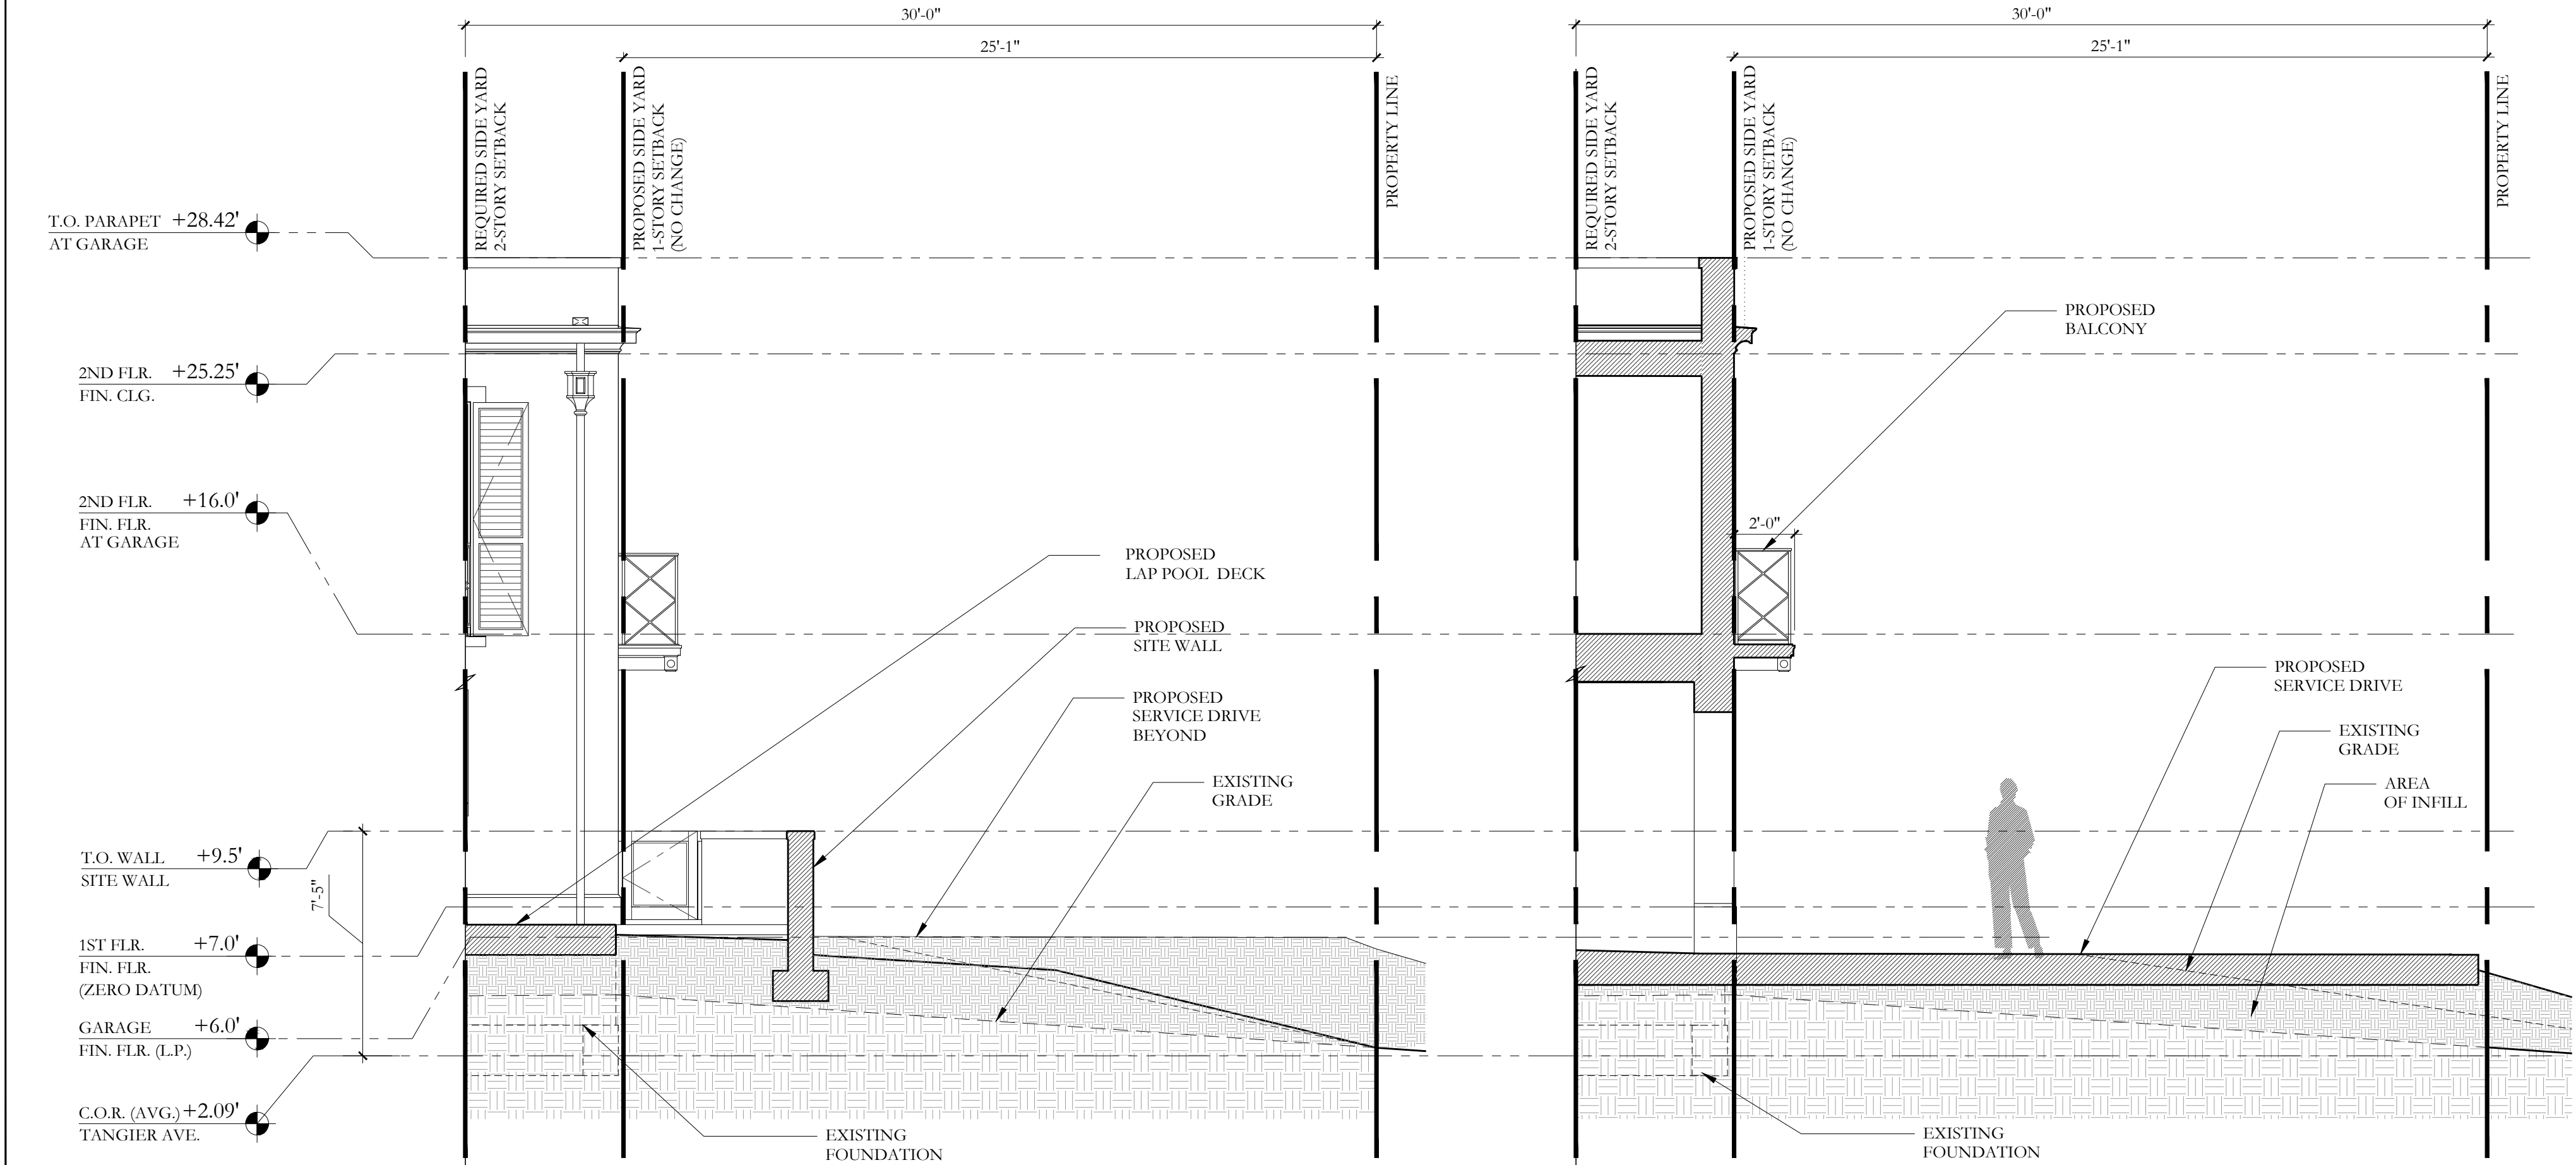 30'-0"
25'-1"
REQUIRED SIDE YARD
2-STORY SETBACK
PROPOSED SIDE YARD
1-STORY SETBACK
(NO CHANGE)
PROPERTY LINE
30'-0"
25'-1"
REQUIRED SIDE YARD
2-STORY SETBACK
PROPOSED SIDE YARD
1-STORY SETBACK
(NO CHANGE)
PROPERTY LINE
T.O. PARAPET +28.42'
AT GARAGE
2ND FLR. +25.25'
FIN. CLG.
2ND FLR. +16.0'
FIN. FLR.
AT GARAGE
T.O. WALL +9.5'
SITE WALL
7'-5"
1ST FLR. +7.0'
FIN. FLR.
(ZERO DATUM)
GARAGE +6.0'
FIN. FLR. (L.P.)
C.O.R. (AVG.) +2.09'
TANGIER AVE.
PROPOSED
LAP POOL DECK
PROPOSED
SITE WALL
PROPOSED
SERVICE DRIVE
BEYOND
EXISTING
GRADE
EXISTING
FOUNDATION
PROPOSED
BALCONY
2'-0"
PROPOSED
SERVICE DRIVE
EXISTING
GRADE
AREA
OF INFILL
EXISTING
FOUNDATION